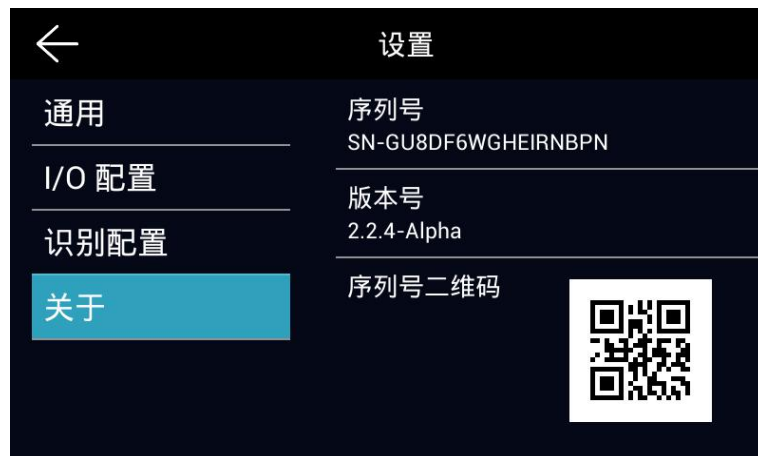 设置
通用
I/O 配置
识别配置
关于
序列号
SN-GU8DF6WGHEIRNBPN
版本号
2.2.4-Alpha
序列号二维码